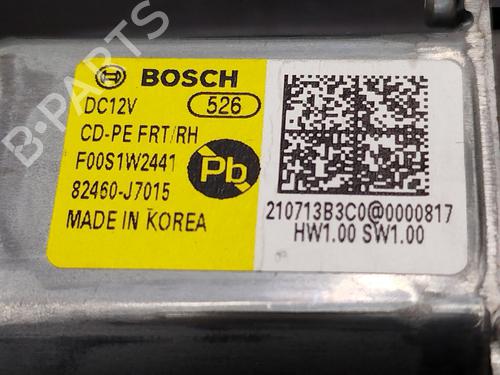 BOSCH
DC12V 526
CD-PE FRT/RH
F00S1W2441
Pb
82460-J7015
MADE IN KOREA
210713B3C0@0000817
HW1.00 SW1.00
B-PARTS